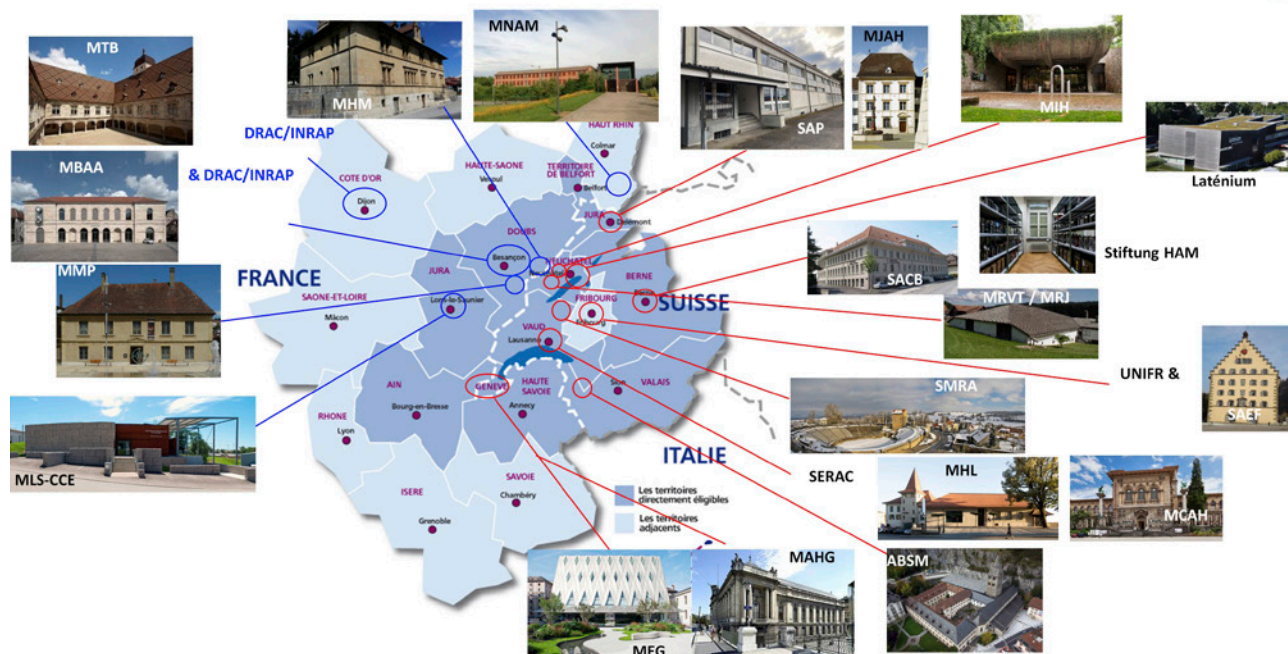 MTB
MHM
MNAM
SAP
MJAH
MIH
Laténium
DRAC/INRAP
MBAA
& DRAC/INRAP
HAUT RHIN
Colmar
HAUTE-SAONE
Vesoul
TERRITOIRE
DE BELFORT
Belfort
COTE D'OR
Dijon
JURA
Delémont
DOUBS
Besançon
NEUCHATEL
BERNE
SACB
Stiftung HAM
MMP
FRANCE
JURA
Lons-le-Saunier
SUISSE
FRIBOURG
Fribourg
MRVT / MRJ
SAONE-ET-LOIRE
Mâcon
VAUD
Lausanne
UNIFR &
SAEF
GENEVE
HAUTE
SAVOIE
Annecy
Sion
VALAIS
AIN
Bourg-en-Bresse
SMRA
RHONE
Lyon
MLS-CCE
ITALIE
SERAC
MHL
MCAH
SAVOIE
Chambéry
ISERE
Grenoble
Les territoires
directement éligibles
Les territoires
adjacents
MEG
MAHG
ABSM